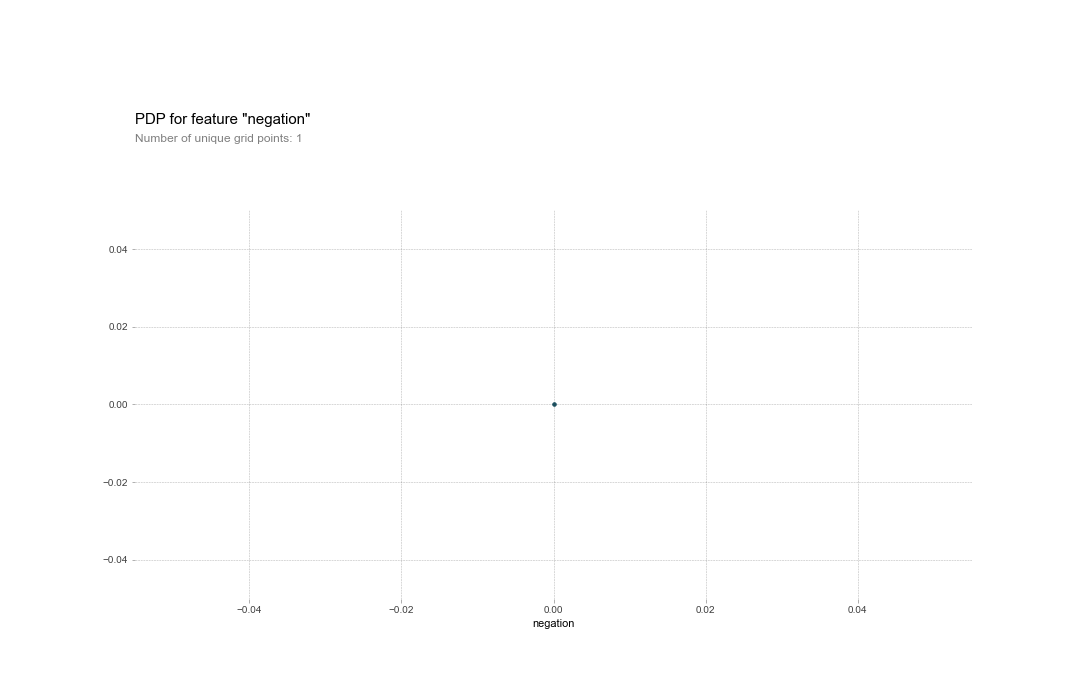 PDP for feature "negation"
Number of unique grid points: 1
0.04
0.02
0.00
−0.02
−0.04
−0.04 −0.02 0.00 0.02 0.04
negation